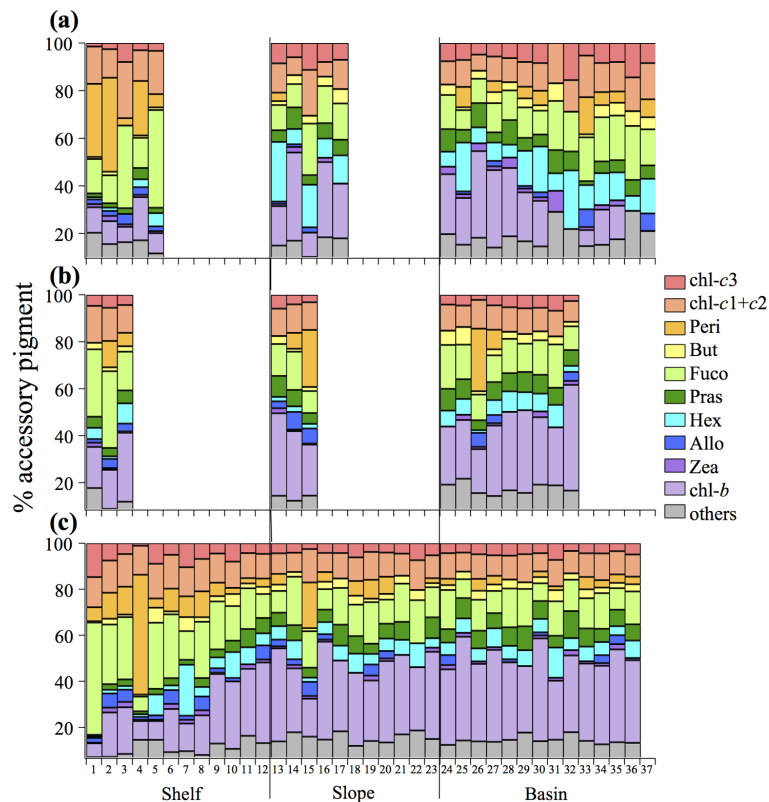 (a)
100
80
60
40
20
(b)
100
80
60
40
20
(c)
100
80
60
40
20
% accessory pigment
chl-c3
chl-c1+c2
Peri
But
Fuco
Pras
Hex
Allo
Zea
chl-b
others
1 2 3 4 5 6 7 8 9 10 11 12 13 14 15 16 17 18 19 20 21 22 23 24 25 26 27 28 29 30 31 32 33 34 35 36 37
Shelf Slope Basin